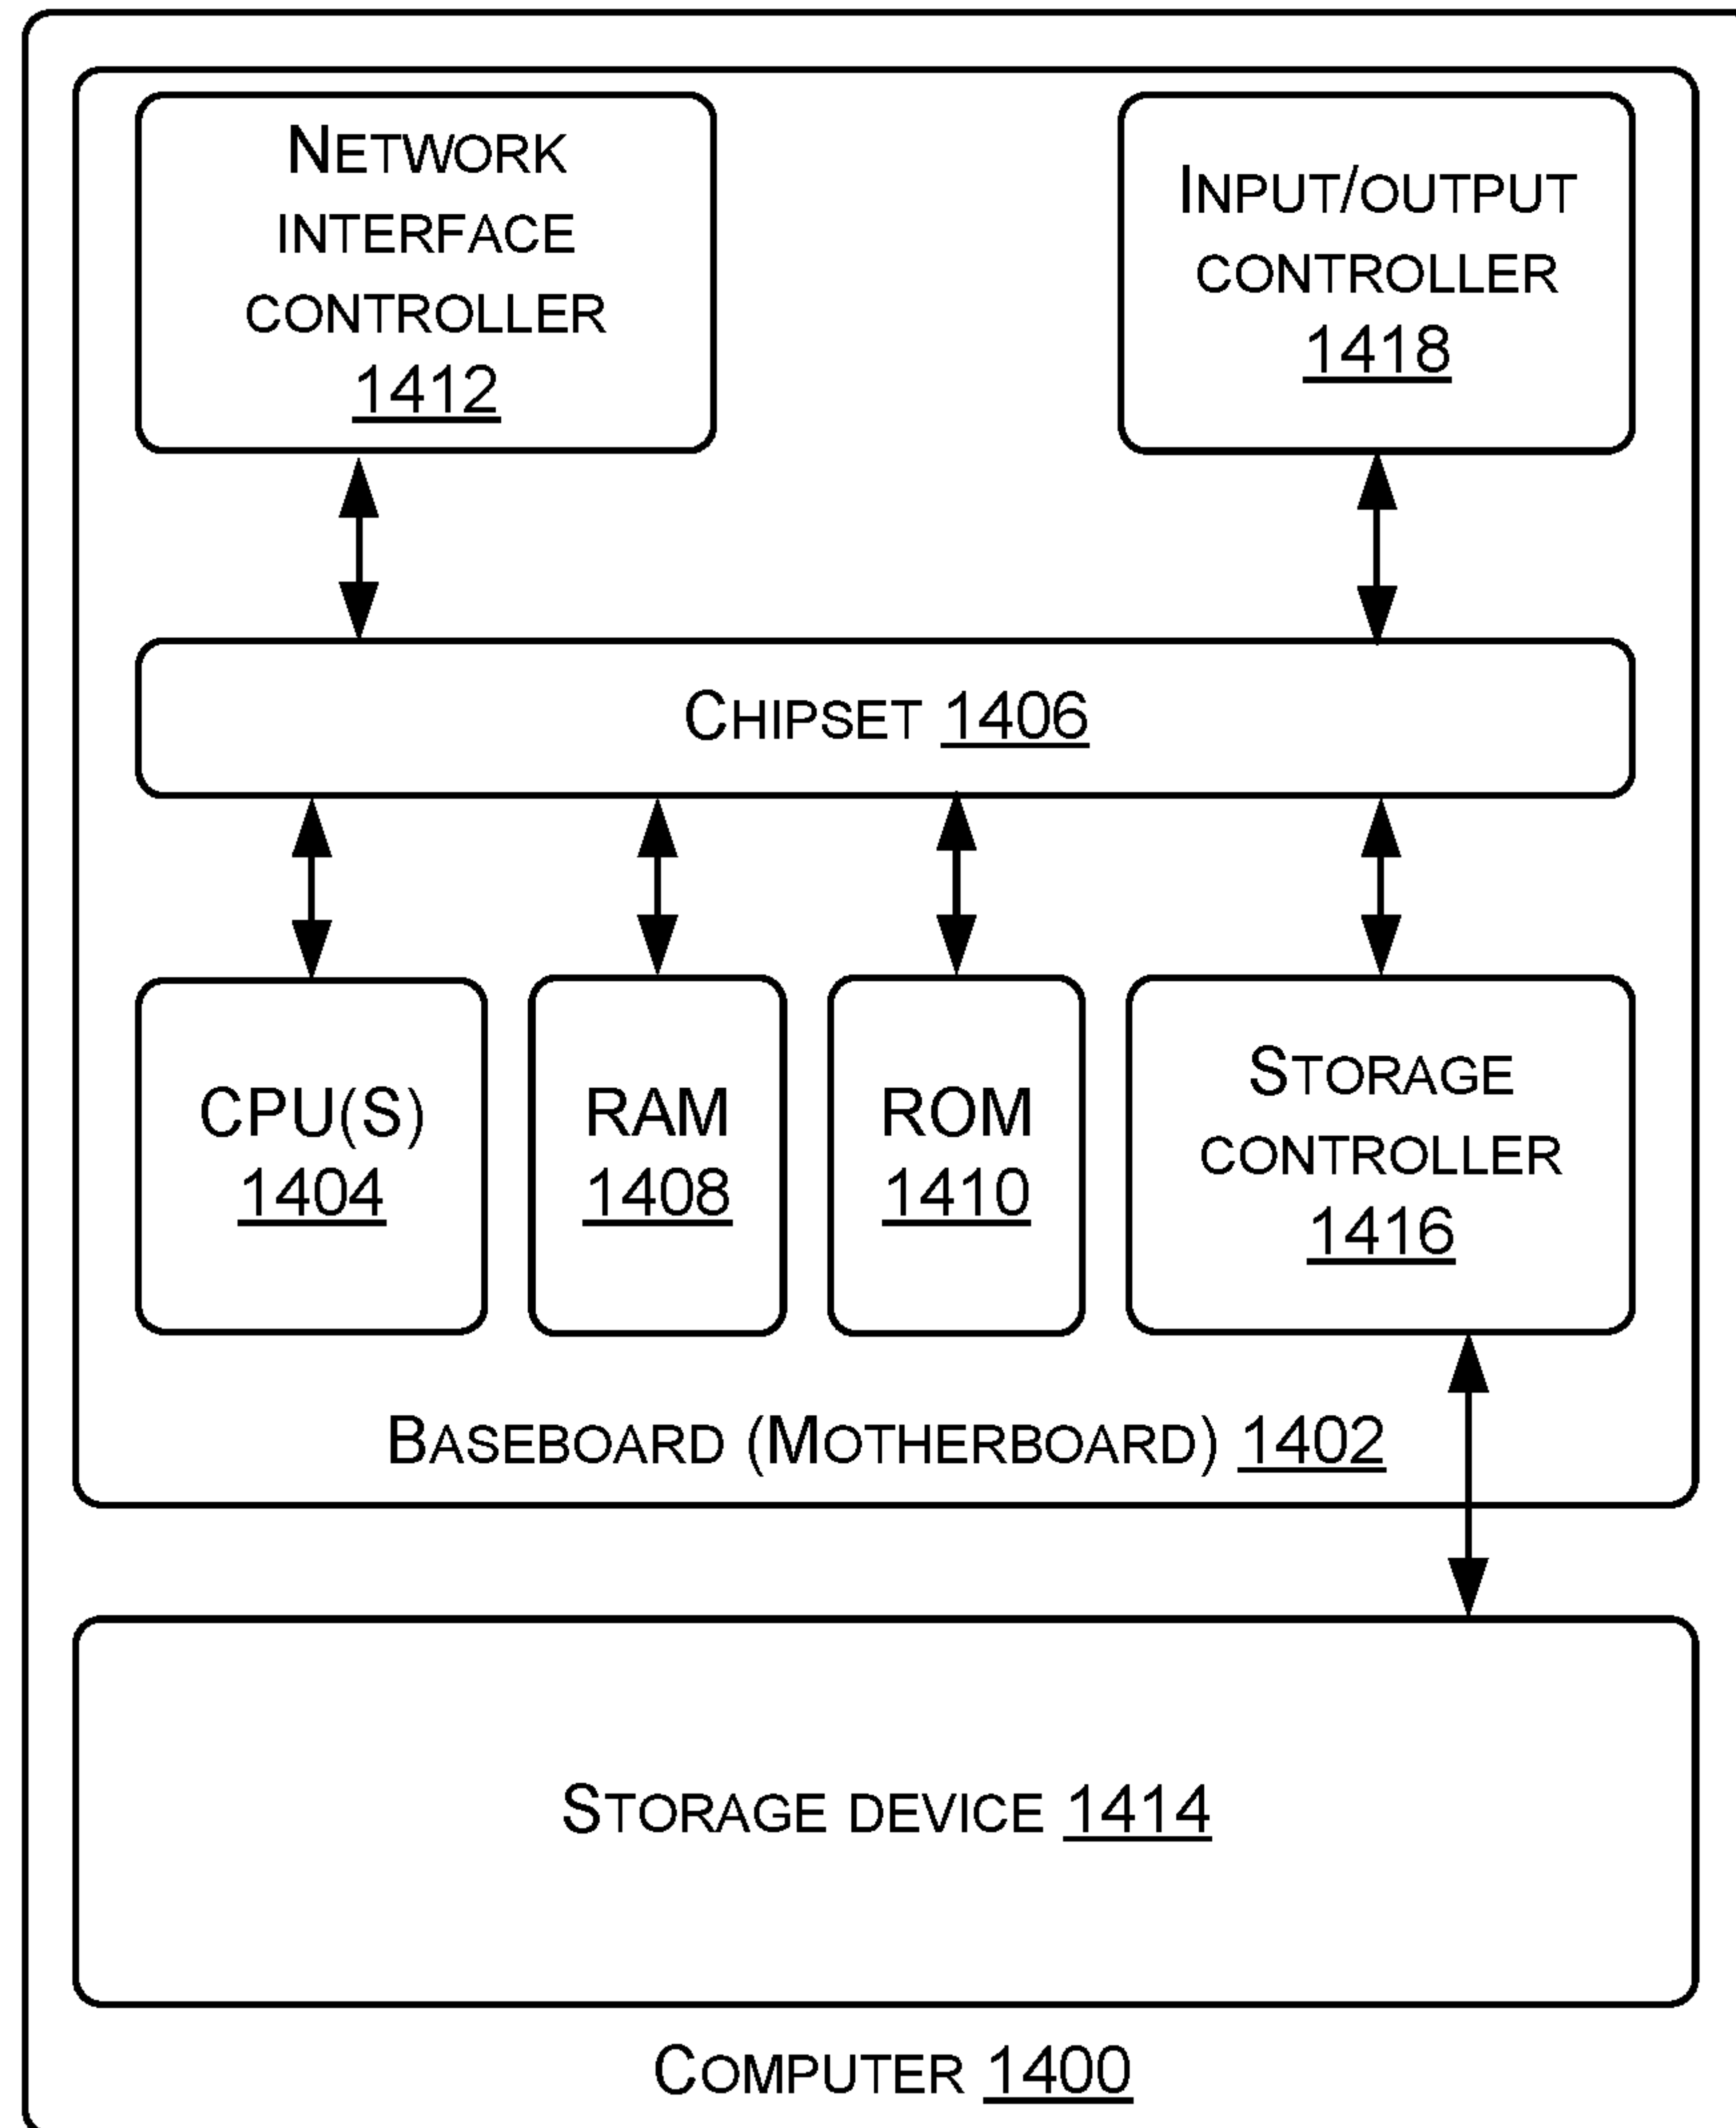 NETWORK
INTERFACE
CONTROLLER
1412
INPUT/OUTPUT
CONTROLLER
1418
CHIPSET 1406
CPU(S)
1404
RAM
1408
ROM
1410
STORAGE
CONTROLLER
1416
BASEBOARD (MOTHERBOARD) 1402
STORAGE DEVICE 1414
COMPUTER 1400